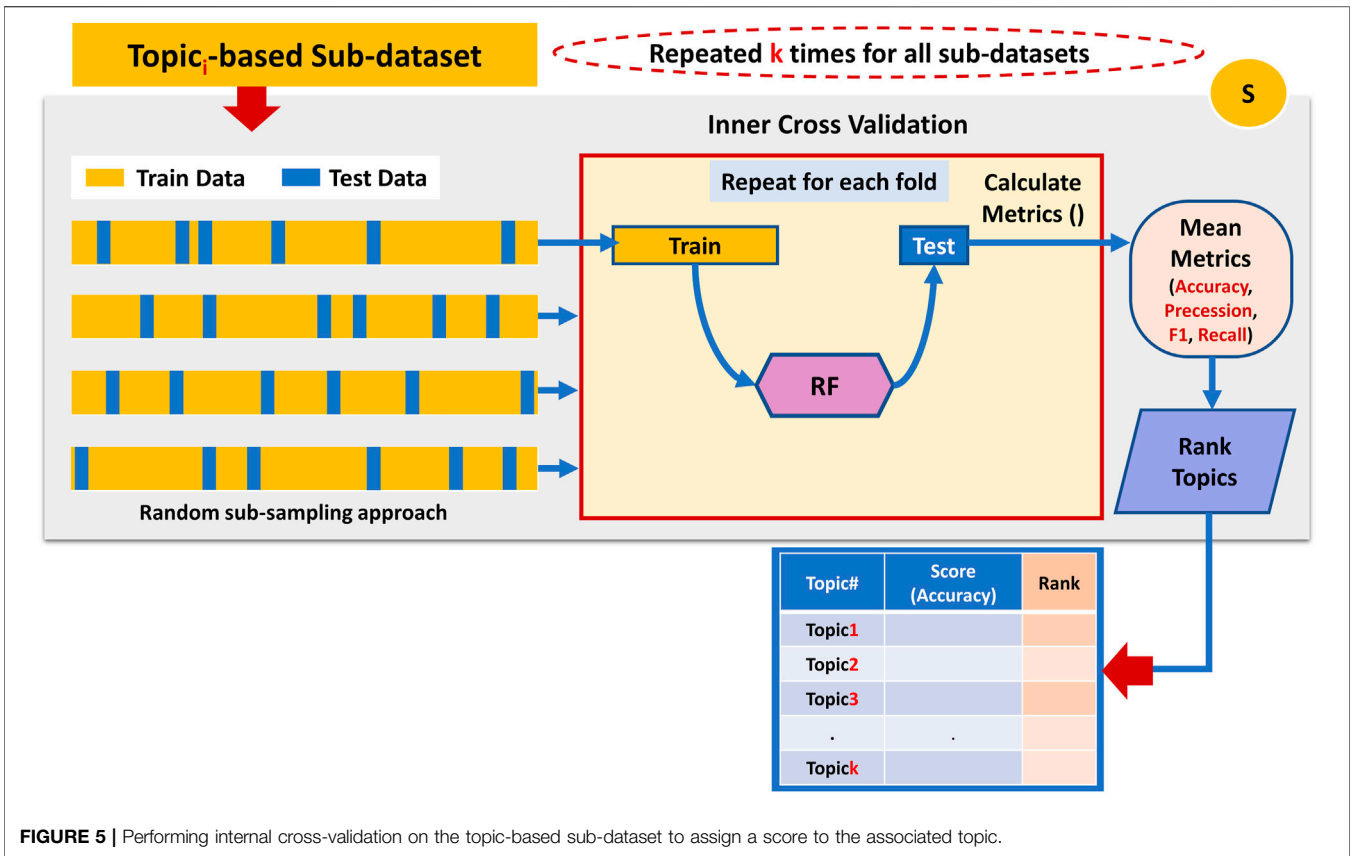 Topici-based Sub-dataset
Repeated k times for all sub-datasets
S
Inner Cross Validation
Train Data
Test Data
Repeat for each fold
Calculate
Metrics ()
Train
Test
RF
Mean
Metrics
(Accuracy,
Precession,
F1, Recall)
Rank
Topics
Random sub-sampling approach
Topic#
Score
(Accuracy)
Rank
Topic1
Topic2
Topic3
. .
Topick
FIGURE 5 | Performing internal cross-validation on the topic-based sub-dataset to assign a score to the associated topic.